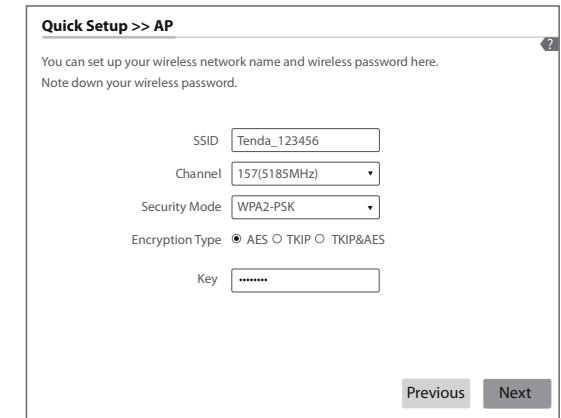 Quick Setup >> AP
?
You can set up your wireless network name and wireless password here.
Note down your wireless password.
SSID Tenda_123456
Channel 157(5185MHz)
Security Mode WPA2-PSK
Encryption Type AES TKIP TKIP&AES
Key ••••••••
Previous Next